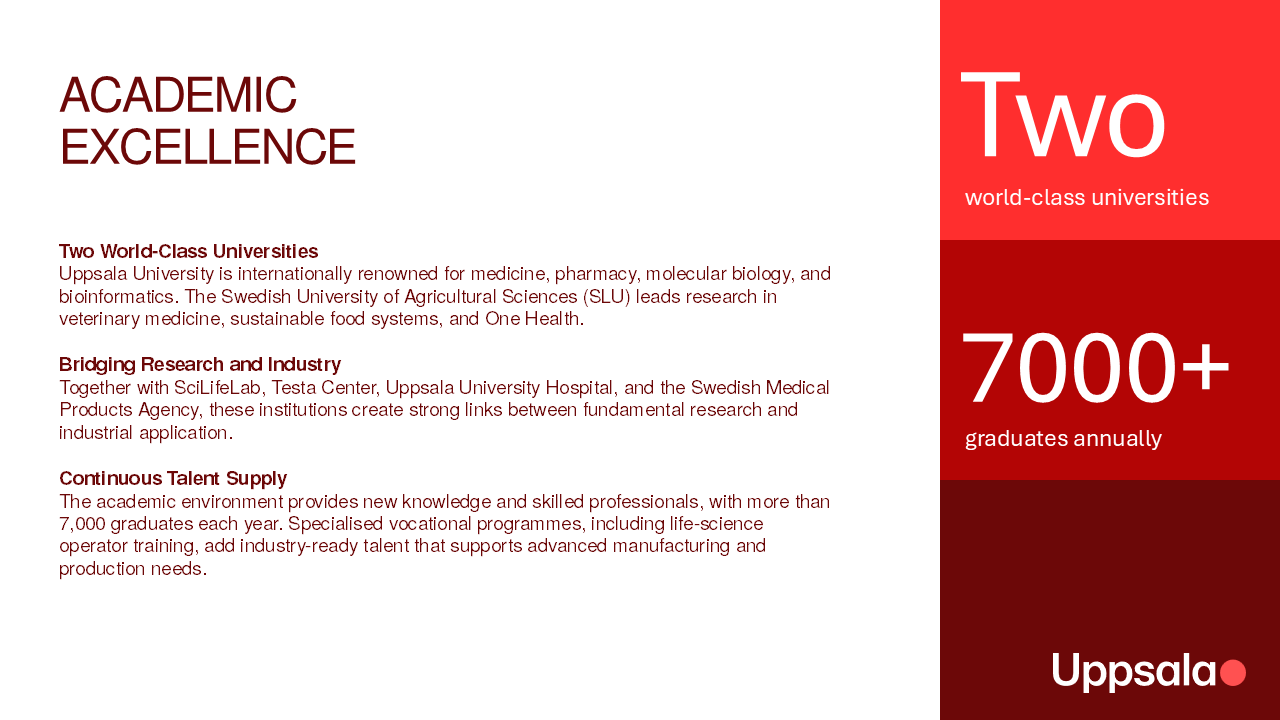 ACADEMIC
EXCELLENCE
Two World-Class Universities
Uppsala University is internationally renowned for medicine, pharmacy, molecular biology, and
bioinformatics. The Swedish University of Agricultural Sciences (SLU) leads research in
veterinary medicine, sustainable food systems, and One Health.
Bridging Research and Industry
Together with SciLifeLab, Testa Center, Uppsala University Hospital, and the Swedish Medical
Products Agency, these institutions create strong links between fundamental research and
industrial application.
Continuous Talent Supply
The academic environment provides new knowledge and skilled professionals, with more than
7,000 graduates each year. Specialised vocational programmes, including life-science
operator training, add industry-ready talent that supports advanced manufacturing and
production needs.
Two
world-class universities
7000+
graduates annually
Uppsala